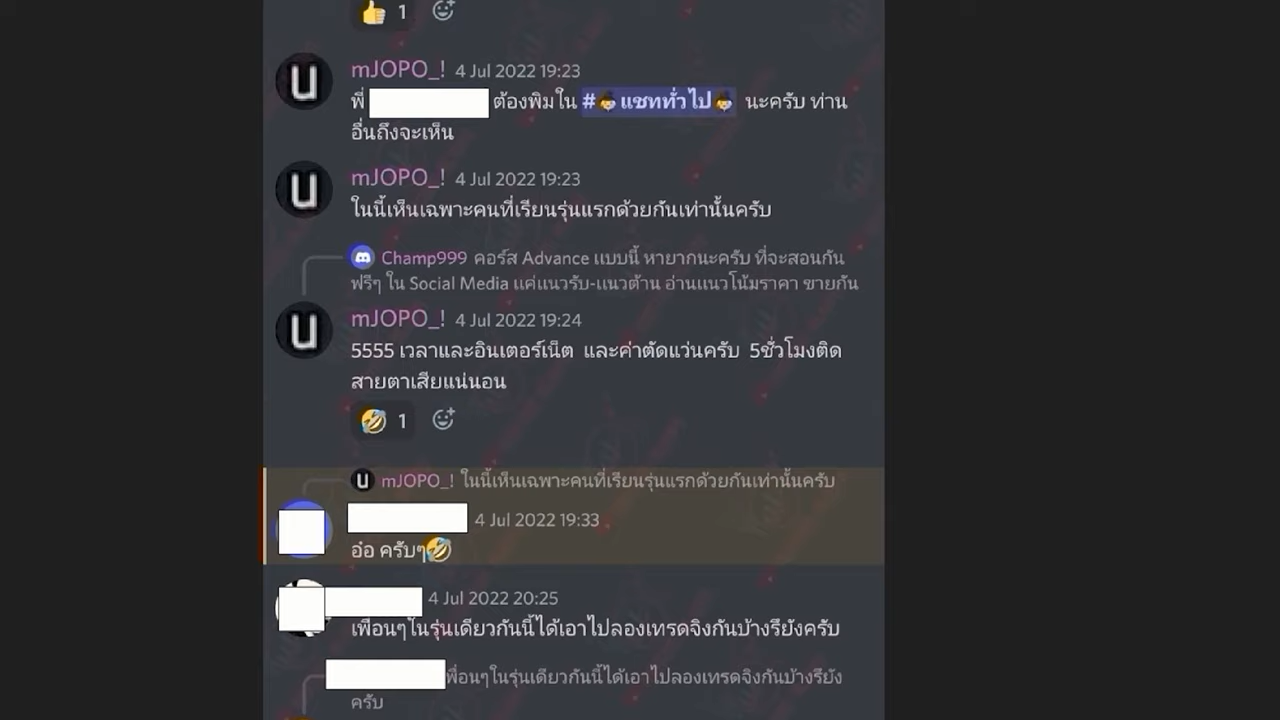 1
mJOPO_! 4 Jul 2022 19:23
พี่ ต้องพิมใน # แชททั่วไป นะครับ ท่าน
อื่นถึงจะเห็น
mJOPO_! 4 Jul 2022 19:23
ในนี้เห็นเฉพาะคนที่เรียนรุ่นแรกด้วยกันเท่านั้นครับ
Champ999 คอร์ส Advance แบบนี้ หายากนะครับ ที่จะสอนกัน
ฟรีๆ ใน Social Media แค่แนวรับ-แนวต้าน อ่านแนวโน้มราคา ขายกัน
mJOPO_! 4 Jul 2022 19:24
5555 เวลาและอินเตอร์เน็ต และค่าตัดแว่นครับ 5ชั่วโมงติด
สายตาเสียแน่นอน
1
mJOPO_! ในนี้เห็นเฉพาะคนที่เรียนรุ่นแรกด้วยกันเท่านั้นครับ
4 Jul 2022 19:33
อ๋อ ครับๆ
4 Jul 2022 20:25
เพื่อนๆในรุ่นเดียวกันนี้ได้เอาไปลองเทรดจิงกันบ้างรึยังครับ
พื่อนๆในรุ่นเดียวกันนี้ได้เอาไปลองเทรดจิงกันบ้างรึยัง
ครับ